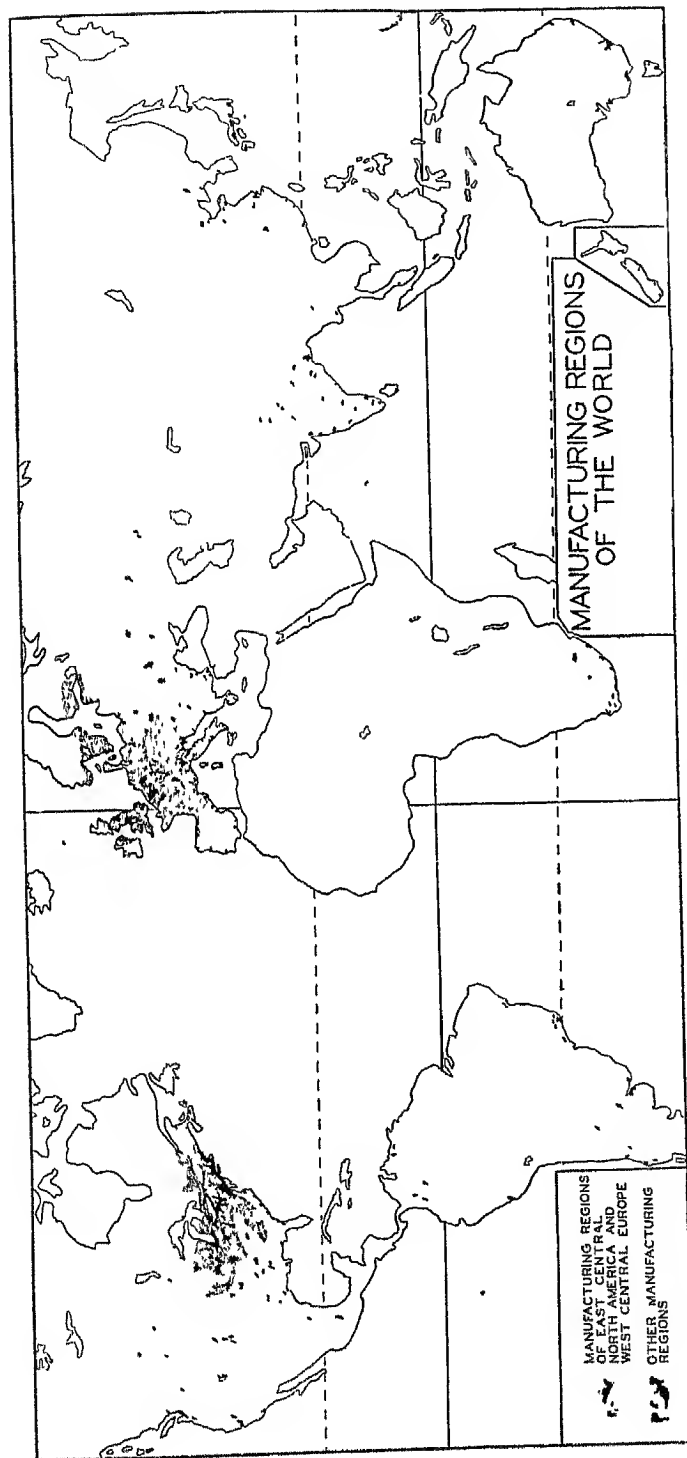 MANUFACTURING REGIONS
OF THE WORLD
MANUFACTURING REGIONS
OF EAST CENTRAL
NORTH AMERICA AND
WEST CENTRAL EUROPE
OTHER MANUFACTURING
REGIONS